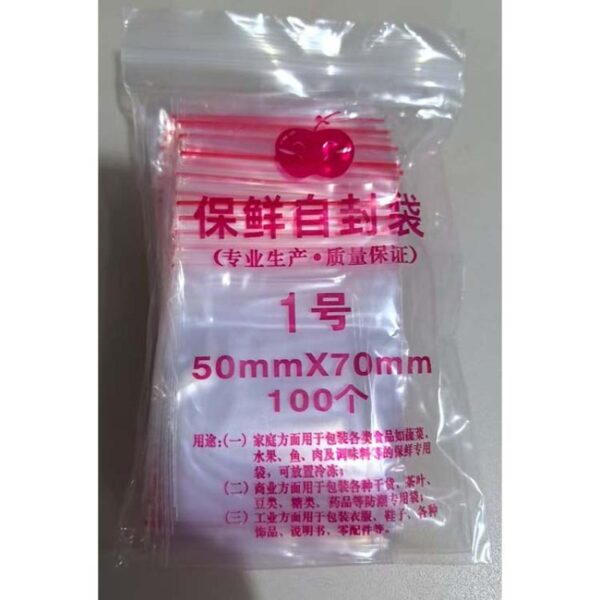 保鲜自封袋
(专业生产·质量保证)
1号
50mmX70mm
100个
用途:(一) 家庭方面用于包装各类食品如蔬菜、
水果、鱼、肉及调味料等的保鲜专用
袋,可放置冷冻;
(二) 商业方面用于包装各种干货、茶叶、
豆类、糖类、药品等防潮专用袋;
(三) 工业方面用于包装衣服、鞋子、各种
饰品、说明书、零配件等。